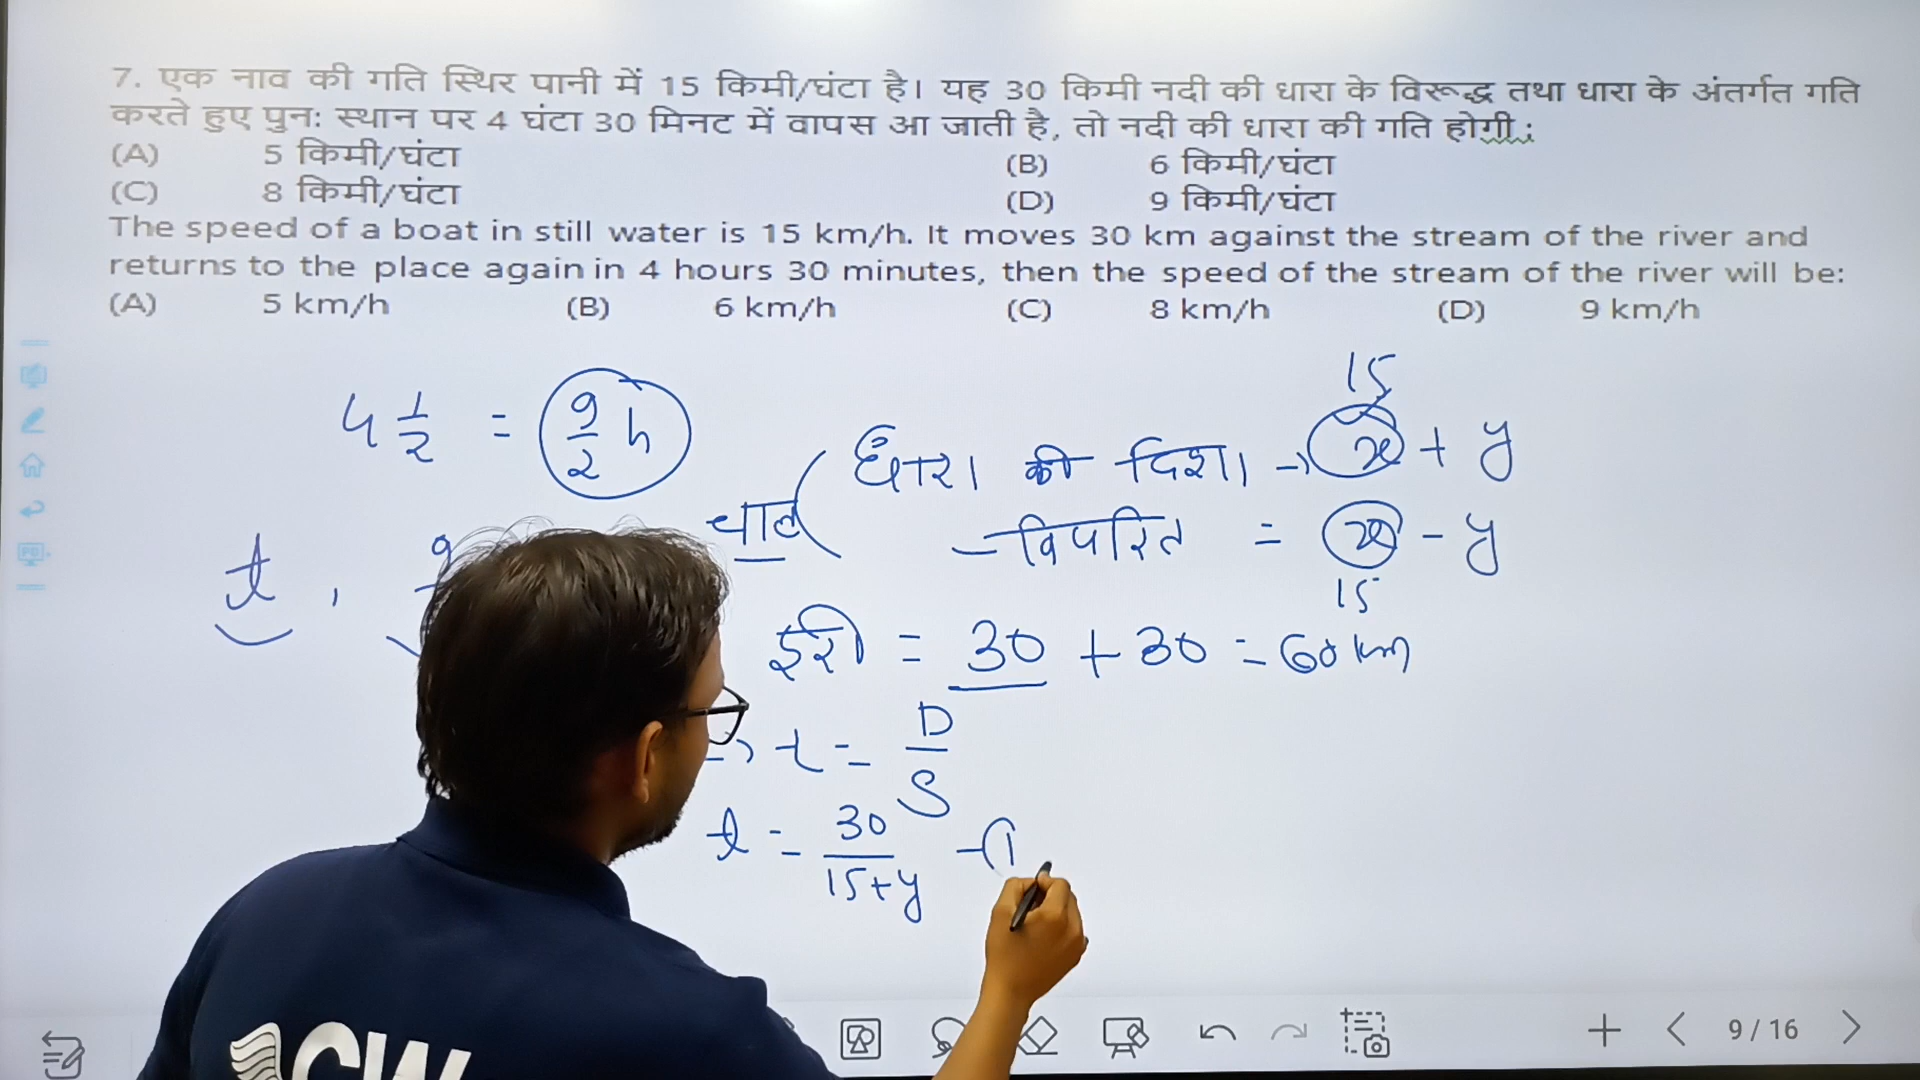 7. एक नाव की गति स्थिर पानी में 15 किमी/घंटा है। यह 30 किमी नदी की धारा के विरूद्ध तथा धारा के अंतर्गत गति
करते हुए पुनः स्थान पर 4 घंटा 30 मिनट में वापस आ जाती है, तो नदी की धारा की गति होगी :
(A) 5 किमी/घंटा (B) 6 किमी/घंटा
(C) 8 किमी/घंटा (D) 9 किमी/घंटा
The speed of a boat in still water is 15 km/h. It moves 30 km against the stream of the river and
returns to the place again in 4 hours 30 minutes, then the speed of the stream of the river will be:
(A) 5 km/h (B) 6 km/h (C) 8 km/h (D) 9 km/h
15
4 1/2 = 9/2 h
धारा की दिशा → x + y
चाल
विपरित = x - y
15
t , 9
दूरी = 30 + 30 = 60 km
t = D/S
t = 30/15+y
CW
9 / 16